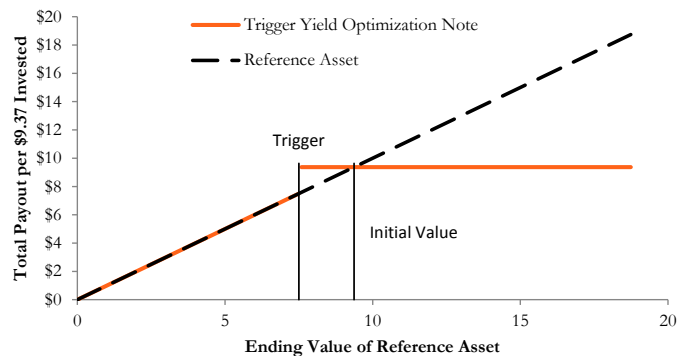 Total Payout per $9.37 Invested
$20
$18
$16
$14
$12
$10
$8
$6
$4
$2
$0
Trigger Yield Optimization Note
Reference Asset
Trigger
Initial Value
0
5
10
15
20
Ending Value of Reference Asset